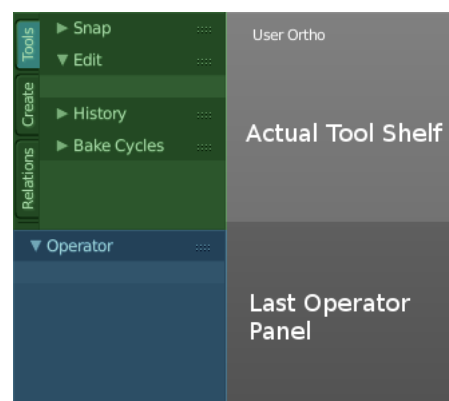 Tools
Create
Relations
▶ Snap
▼ Edit
▶ History
▶ Bake Cycles
▼ Operator
User Ortho
Actual Tool Shelf
Last Operator
Panel